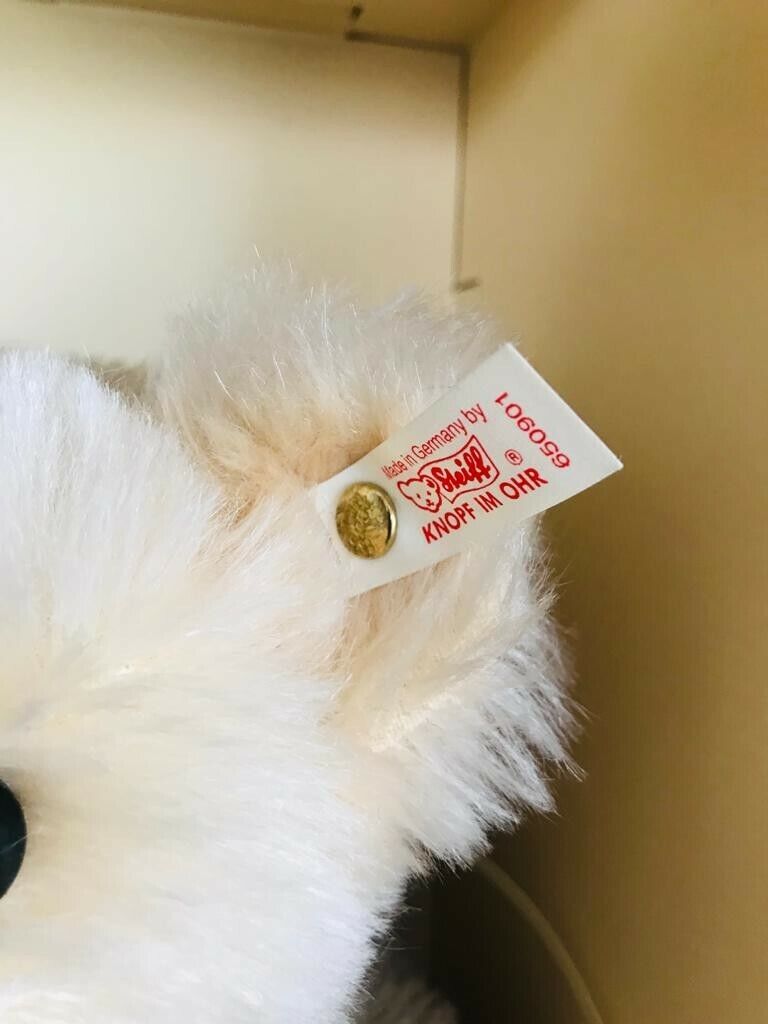 Made in Germany by
Steiff ®
KNOPF IM OHR
650901